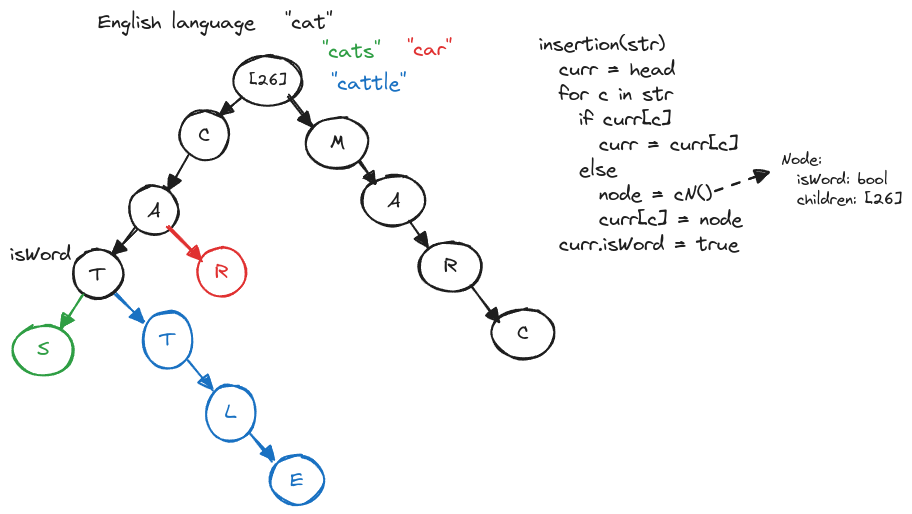 English language "cat"
"cats" "car"
"cattle"
[26]
C
M
A
A
isWord
T
R
R
S
T
C
L
E
insertion(str)
curr = head
for c in str
if curr[c]
curr = curr[c]
else
node = cN()
curr[c] = node
curr.isWord = true
Node:
isWord: bool
children: [26]